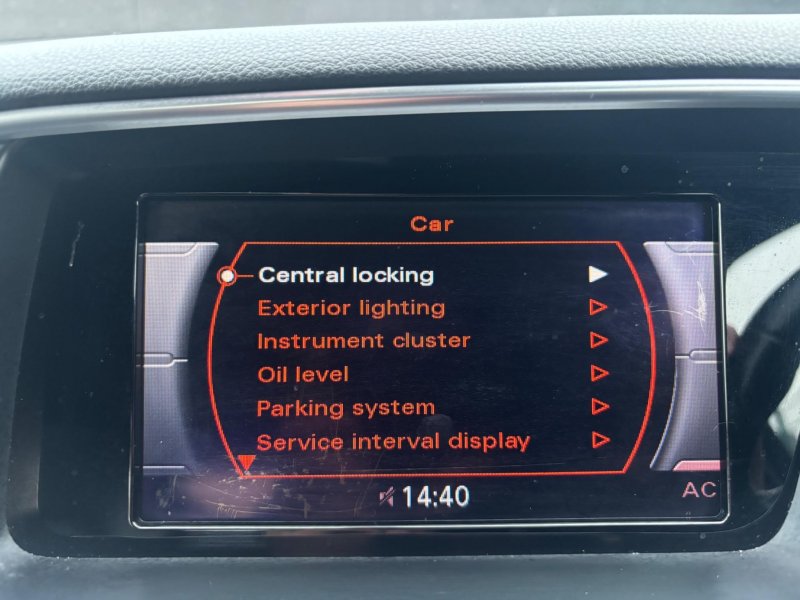 Car
Central locking
Exterior lighting
Instrument cluster
Oil level
Parking system
Service interval display
14:40
AC